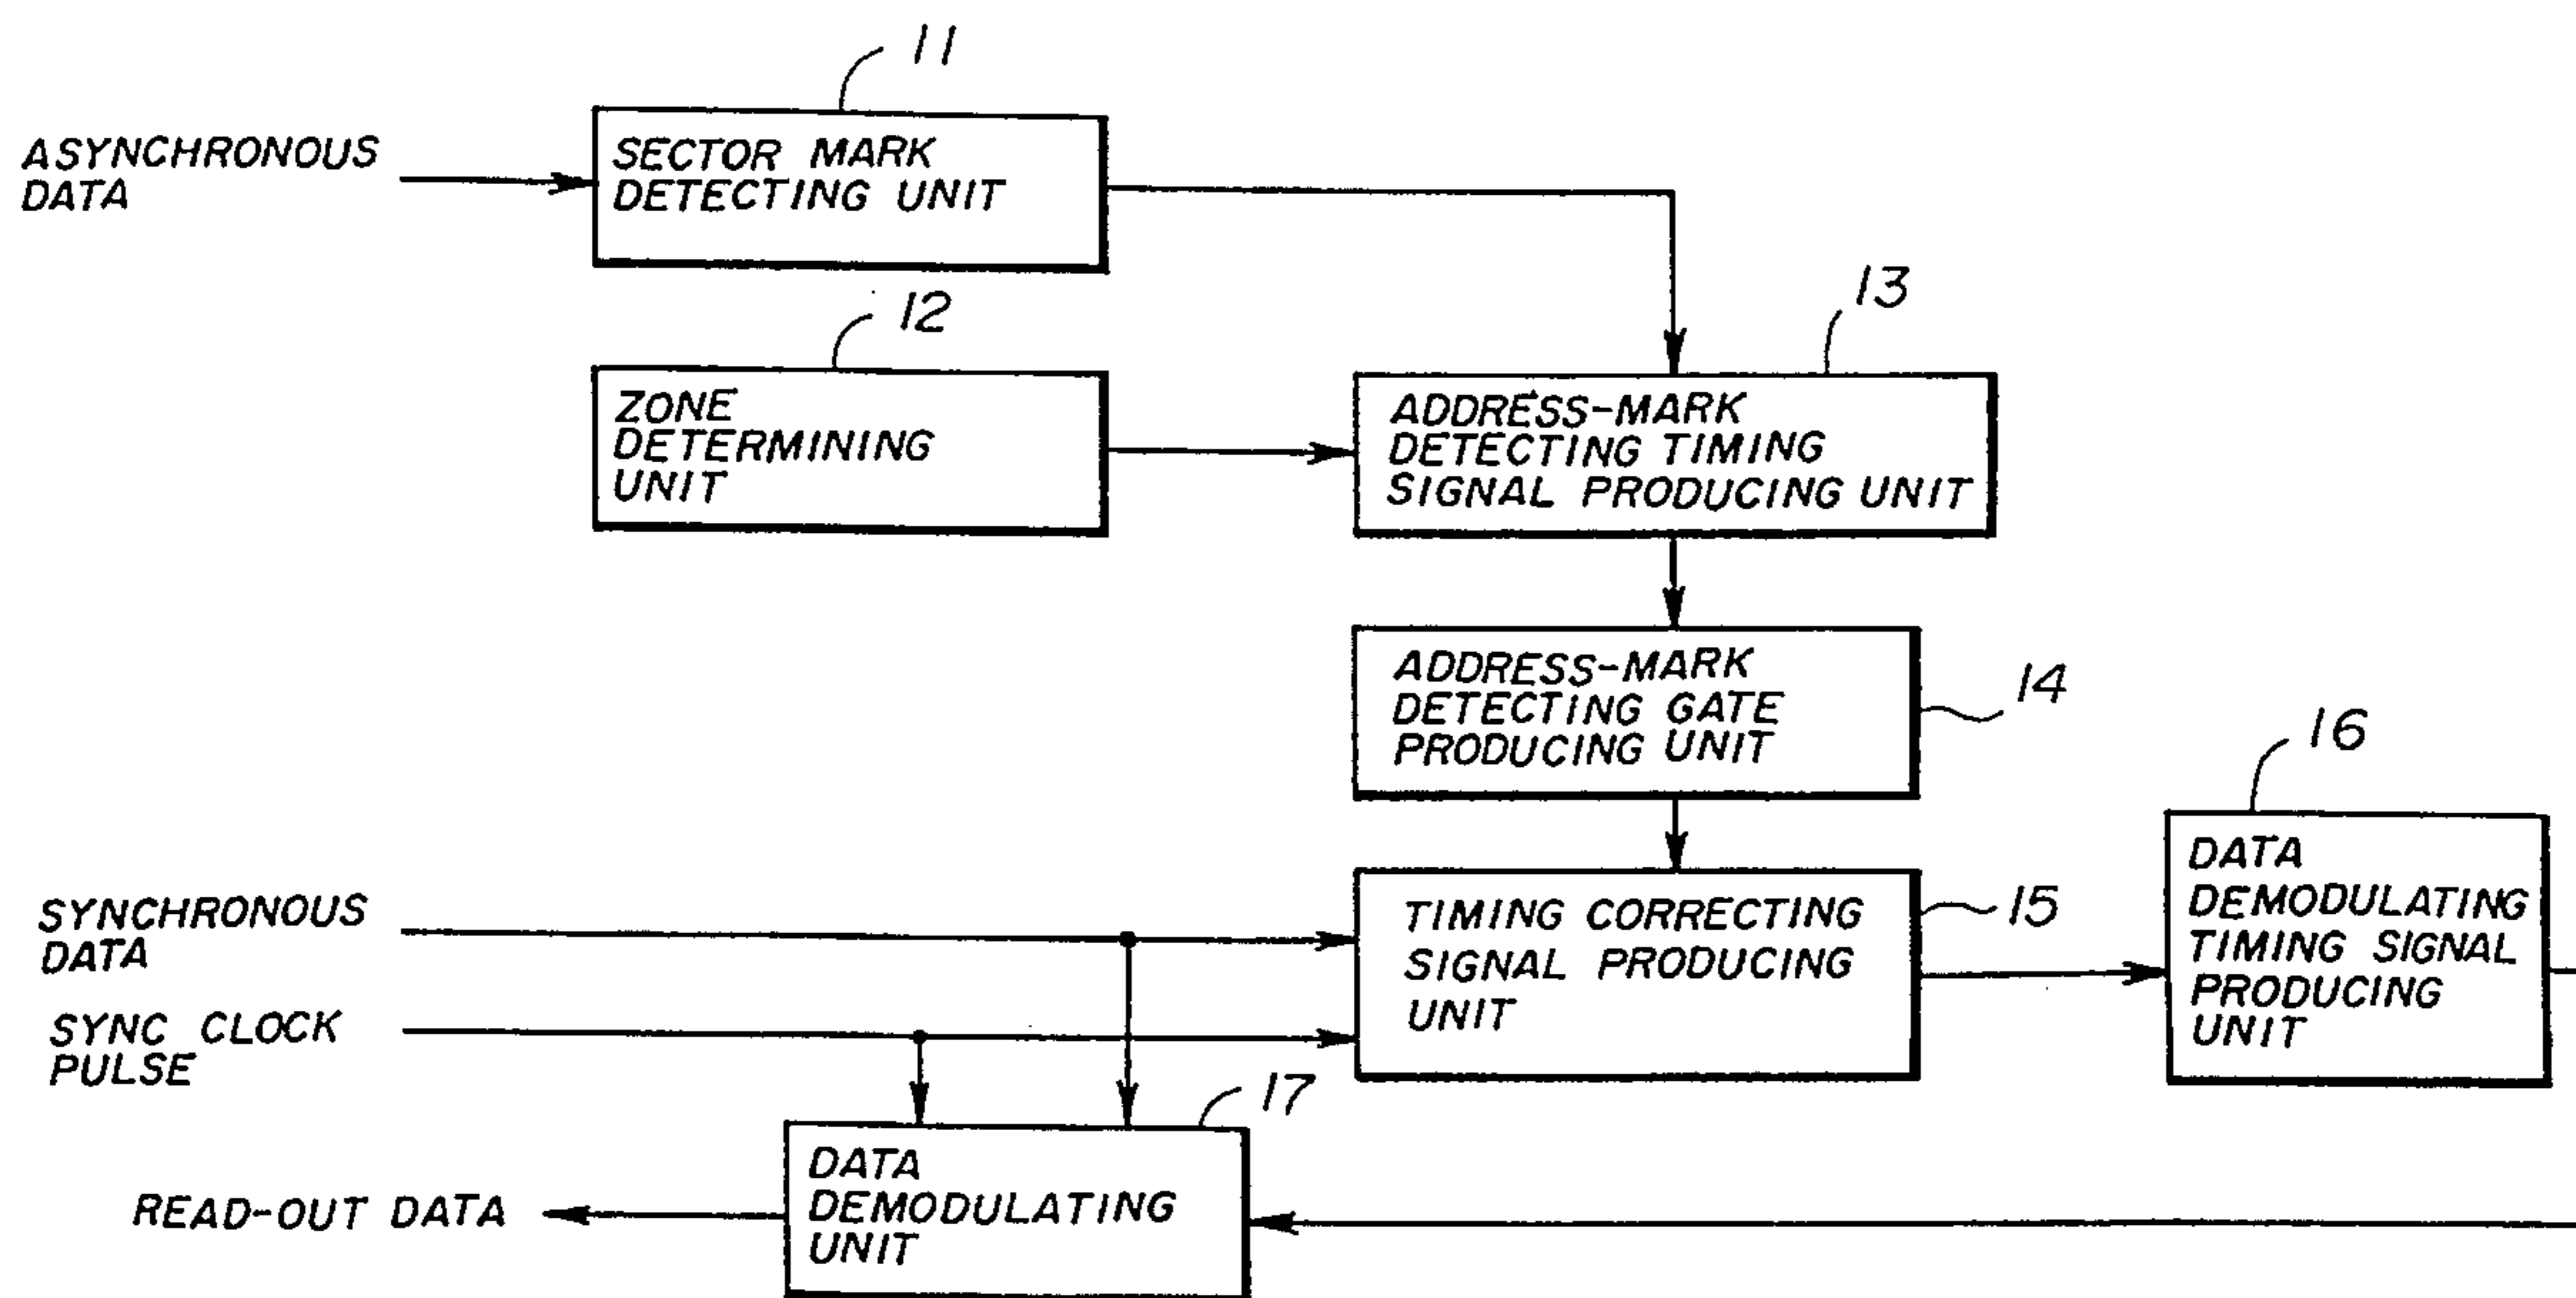 11
ASYNCHRONOUS
DATA
SECTOR MARK
DETECTING UNIT
12
ZONE
DETERMINING
UNIT
13
ADDRESS-MARK
DETECTING TIMING
SIGNAL PRODUCING UNIT
ADDRESS-MARK
DETECTING GATE
PRODUCING UNIT
14
SYNCHRONOUS
DATA
SYNC CLOCK
PULSE
TIMING CORRECTING
SIGNAL PRODUCING
UNIT
15
16
DATA
DEMODULATING
TIMING SIGNAL
PRODUCING
UNIT
17
DATA
DEMODULATING
UNIT
READ-OUT DATA